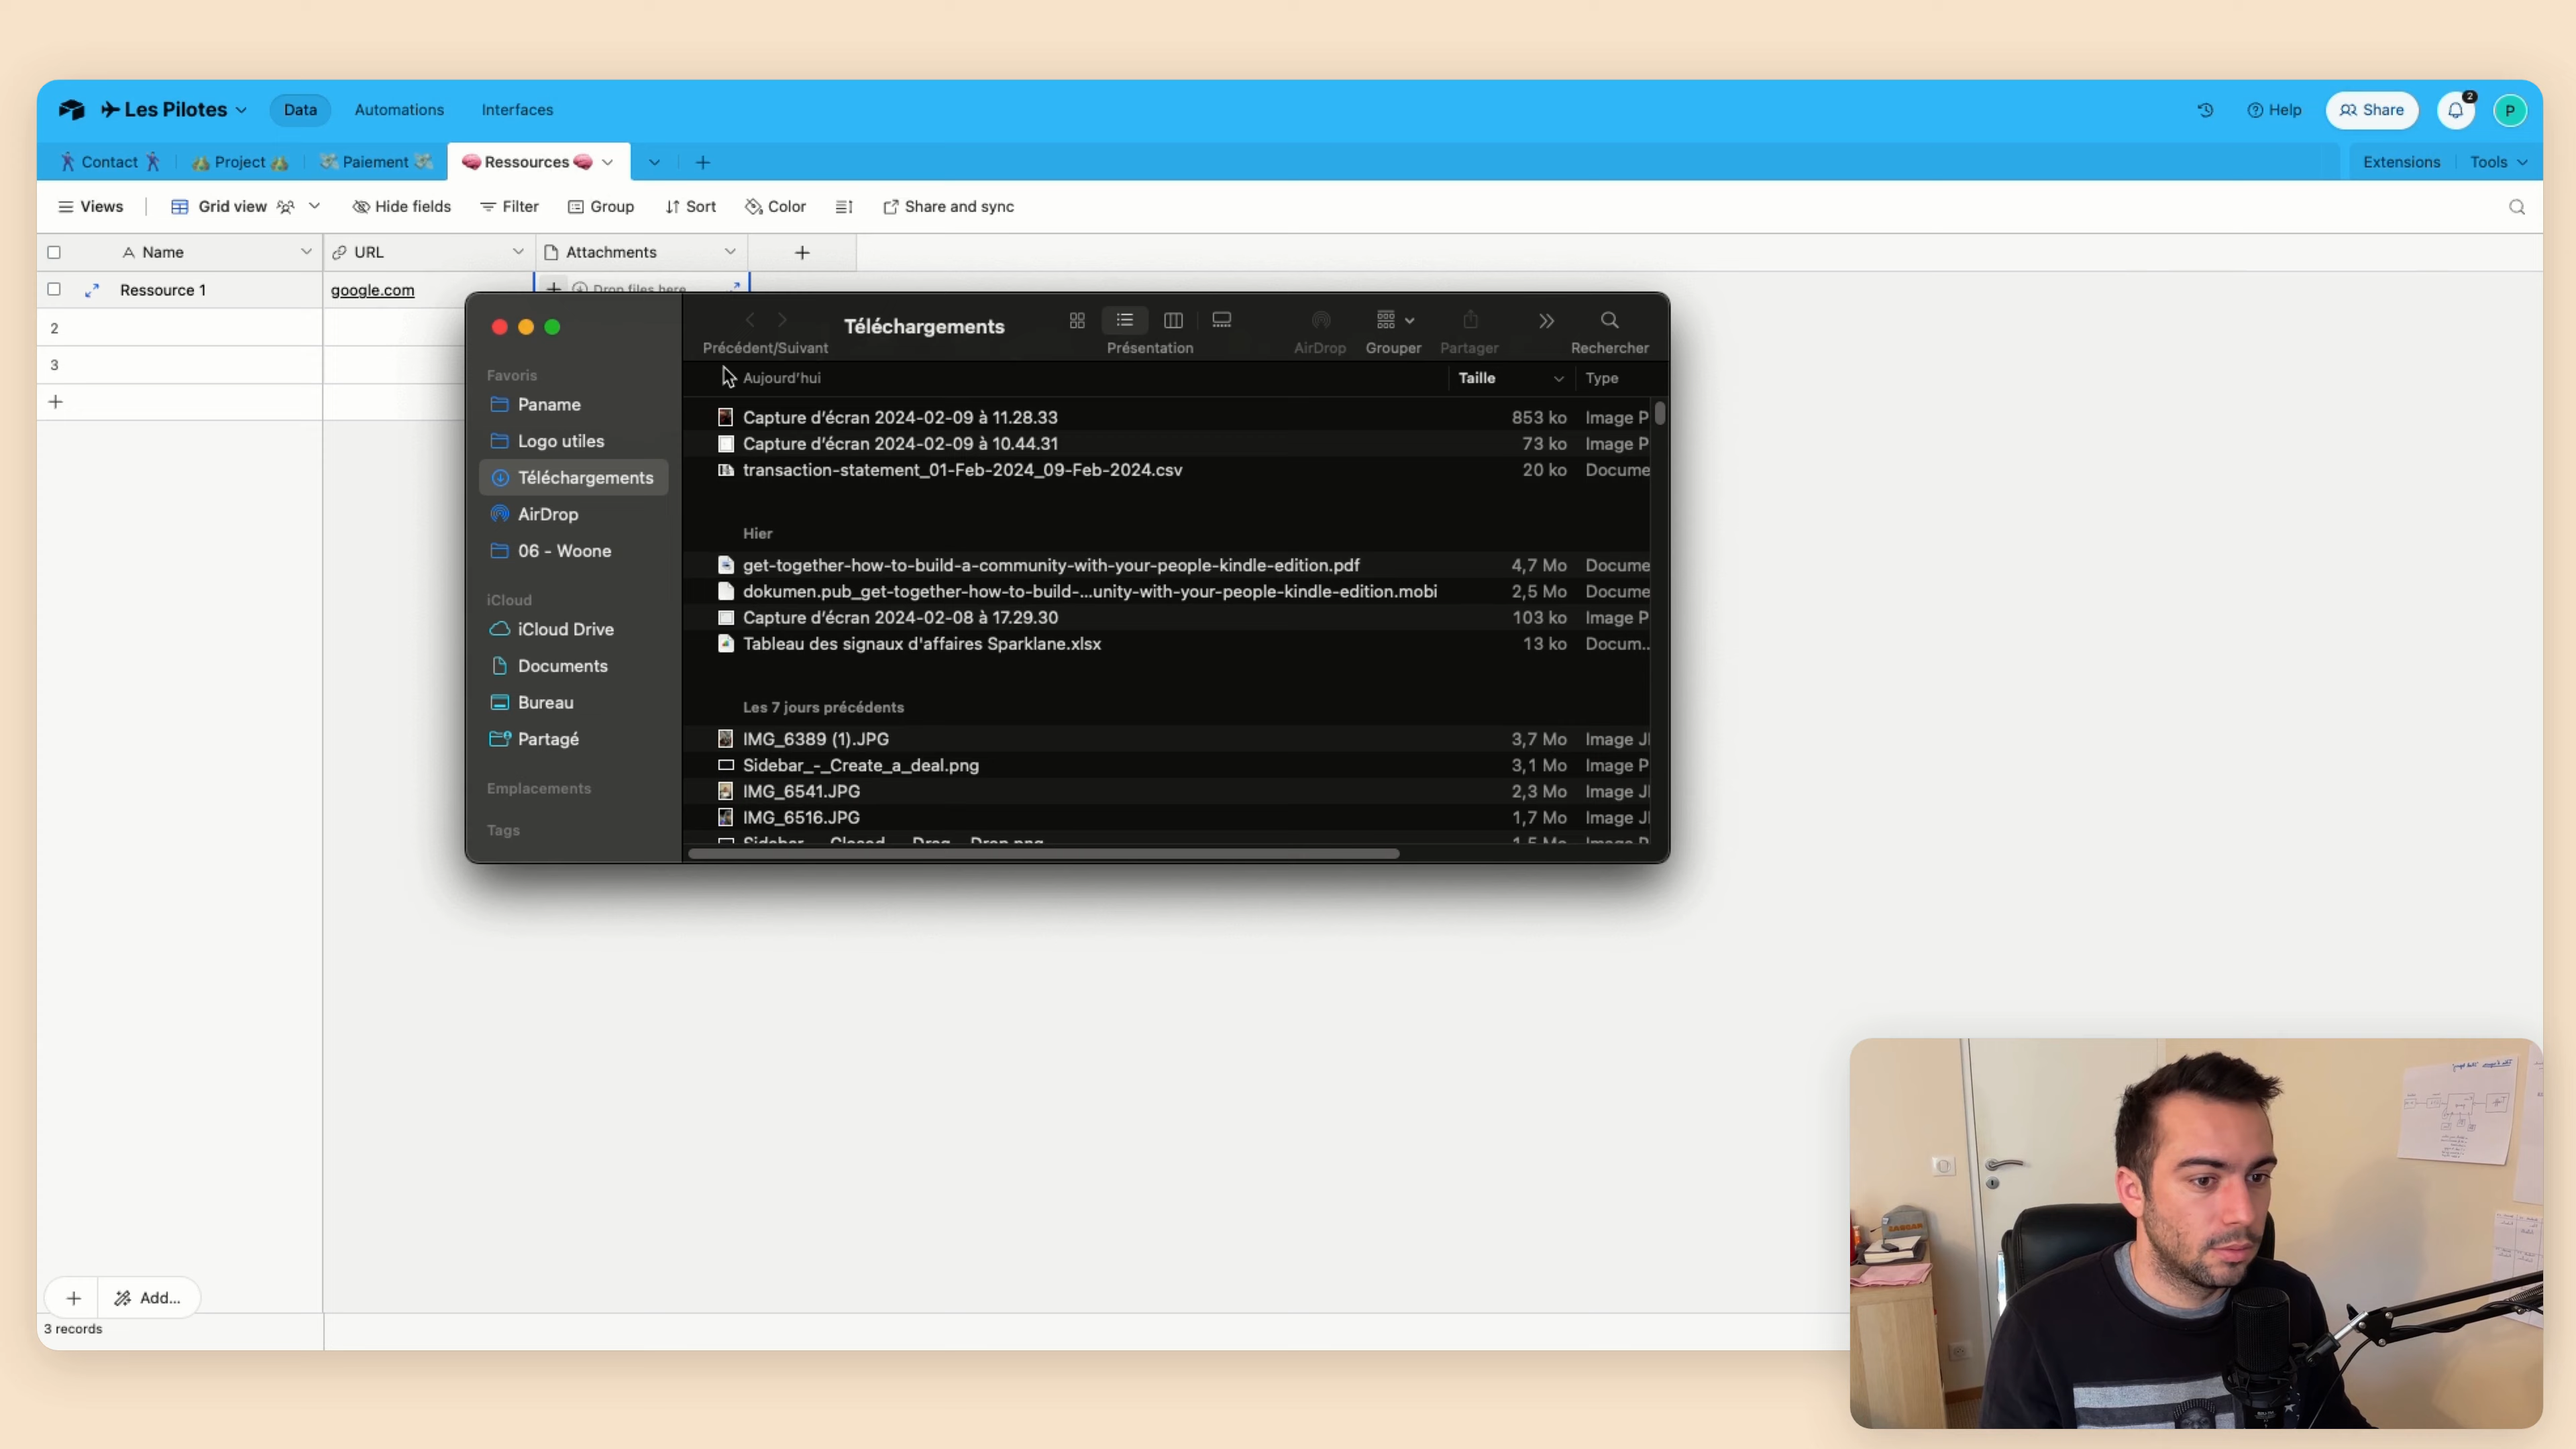 Les Pilotes Data Automations Interfaces Help Share 2 P
Contact Project Paiement Ressources Extensions Tools
Views Grid view Hide fields Filter Group Sort Color Share and sync
Name URL Attachments
Ressource 1 google.com Drop files here
2
3
Téléchargements
Précédent/Suivant Présentation AirDrop Grouper Partager Rechercher
Favoris
Paname
Logo utiles
Téléchargements
AirDrop
06 - Woone
iCloud
iCloud Drive
Documents
Bureau
Partagé
Emplacements
Tags
Aujourd'hui Taille Type
Capture d'écran 2024-02-09 à 11.28.33 853 ko Image P
Capture d'écran 2024-02-09 à 10.44.31 73 ko Image P
transaction-statement_01-Feb-2024_09-Feb-2024.csv 20 ko Docume
Hier
get-together-how-to-build-a-community-with-your-people-kindle-edition.pdf 4,7 Mo Docume
dokumen.pub_get-together-how-to-build-...unity-with-your-people-kindle-edition.mobi 2,5 Mo Docume
Capture d'écran 2024-02-08 à 17.29.30 103 ko Image P
Tableau des signaux d'affaires Sparklane.xlsx 13 ko Docum..
Les 7 jours précédents
IMG_6389 (1).JPG 3,7 Mo Image J
Sidebar_-_Create_a_deal.png 3,1 Mo Image P
IMG_6541.JPG 2,3 Mo Image J
IMG_6516.JPG 1,7 Mo Image J
Add...
3 records